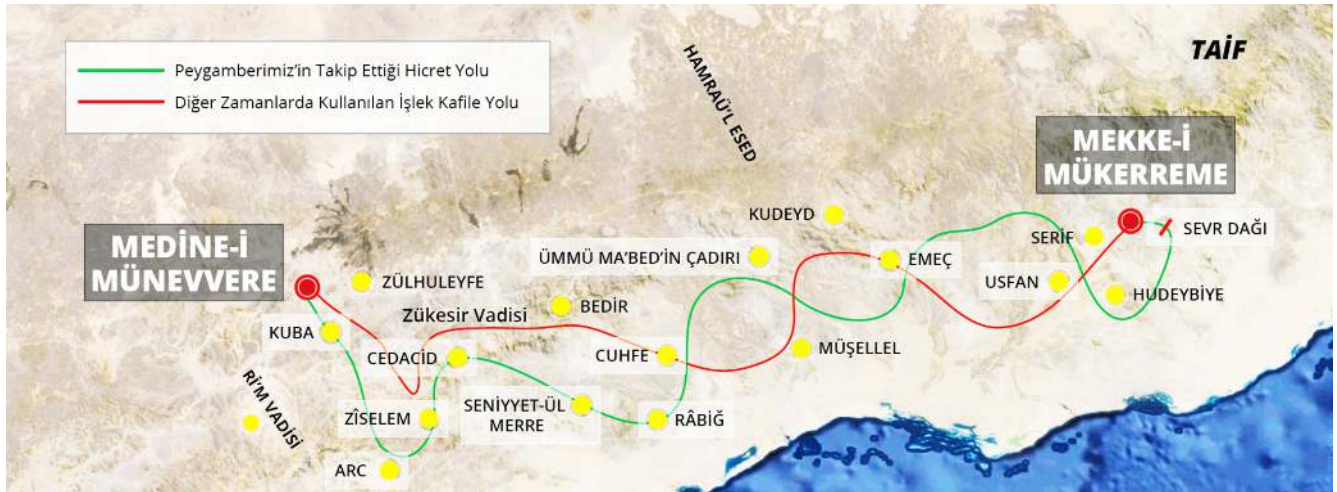 Peygamberimiz'in Takip Ettiği Hicret Yolu
Diğer Zamanlarda Kullanılan İşlek Kafile Yolu
TAİF
HAMRAÜ'L ESED
MEKKE-İ
MÜKERREME
SEVR DAĞI
SERİF
KUDEYD
MEDİNE-İ
MÜNEVVERE
ÜMMÜ MA'BED'İN ÇADIRI
EMEÇ
ZÜLHULEYFE
USFAN
HUDEYBİYE
BEDİR
Zükesir Vadisi
KUBA
CEDACİD
CUHFE
MÜŞELLEL
Rİ'M VADİSİ
ZÎSELEM
SENİYYET-ÜL
MERRE
RÂBİĞ
ARC